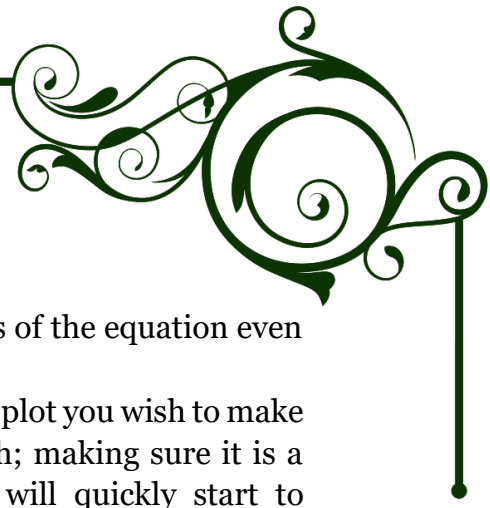 s of the equation even
plot you wish to make
h; making sure it is a
will quickly start to